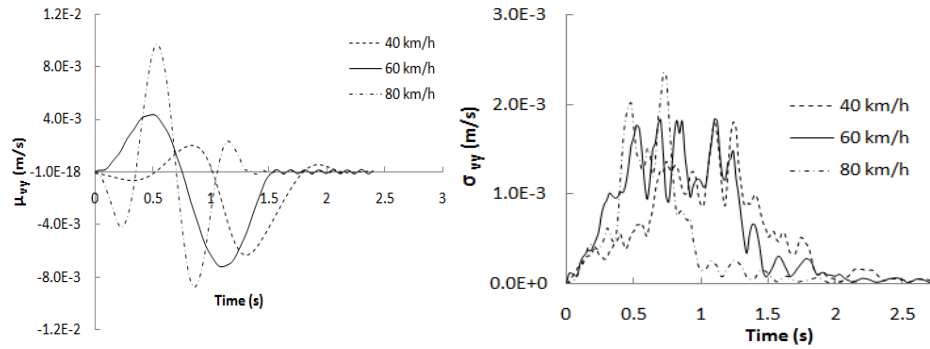 1.2E-2
8.0E-3
4.0E-3
-1.0E-18
-4.0E-3
-8.0E-3
-1.2E-2
μvy (m/s)
40 km/h
60 km/h
80 km/h
0 0.5 1 1.5 2 2.5 3
Time (s)
3.0E-3
2.0E-3
1.0E-3
0.0E+0
σvy (m/s)
40 km/h
60 km/h
80 km/h
0 0.5 1 1.5 2 2.5
Time (s)